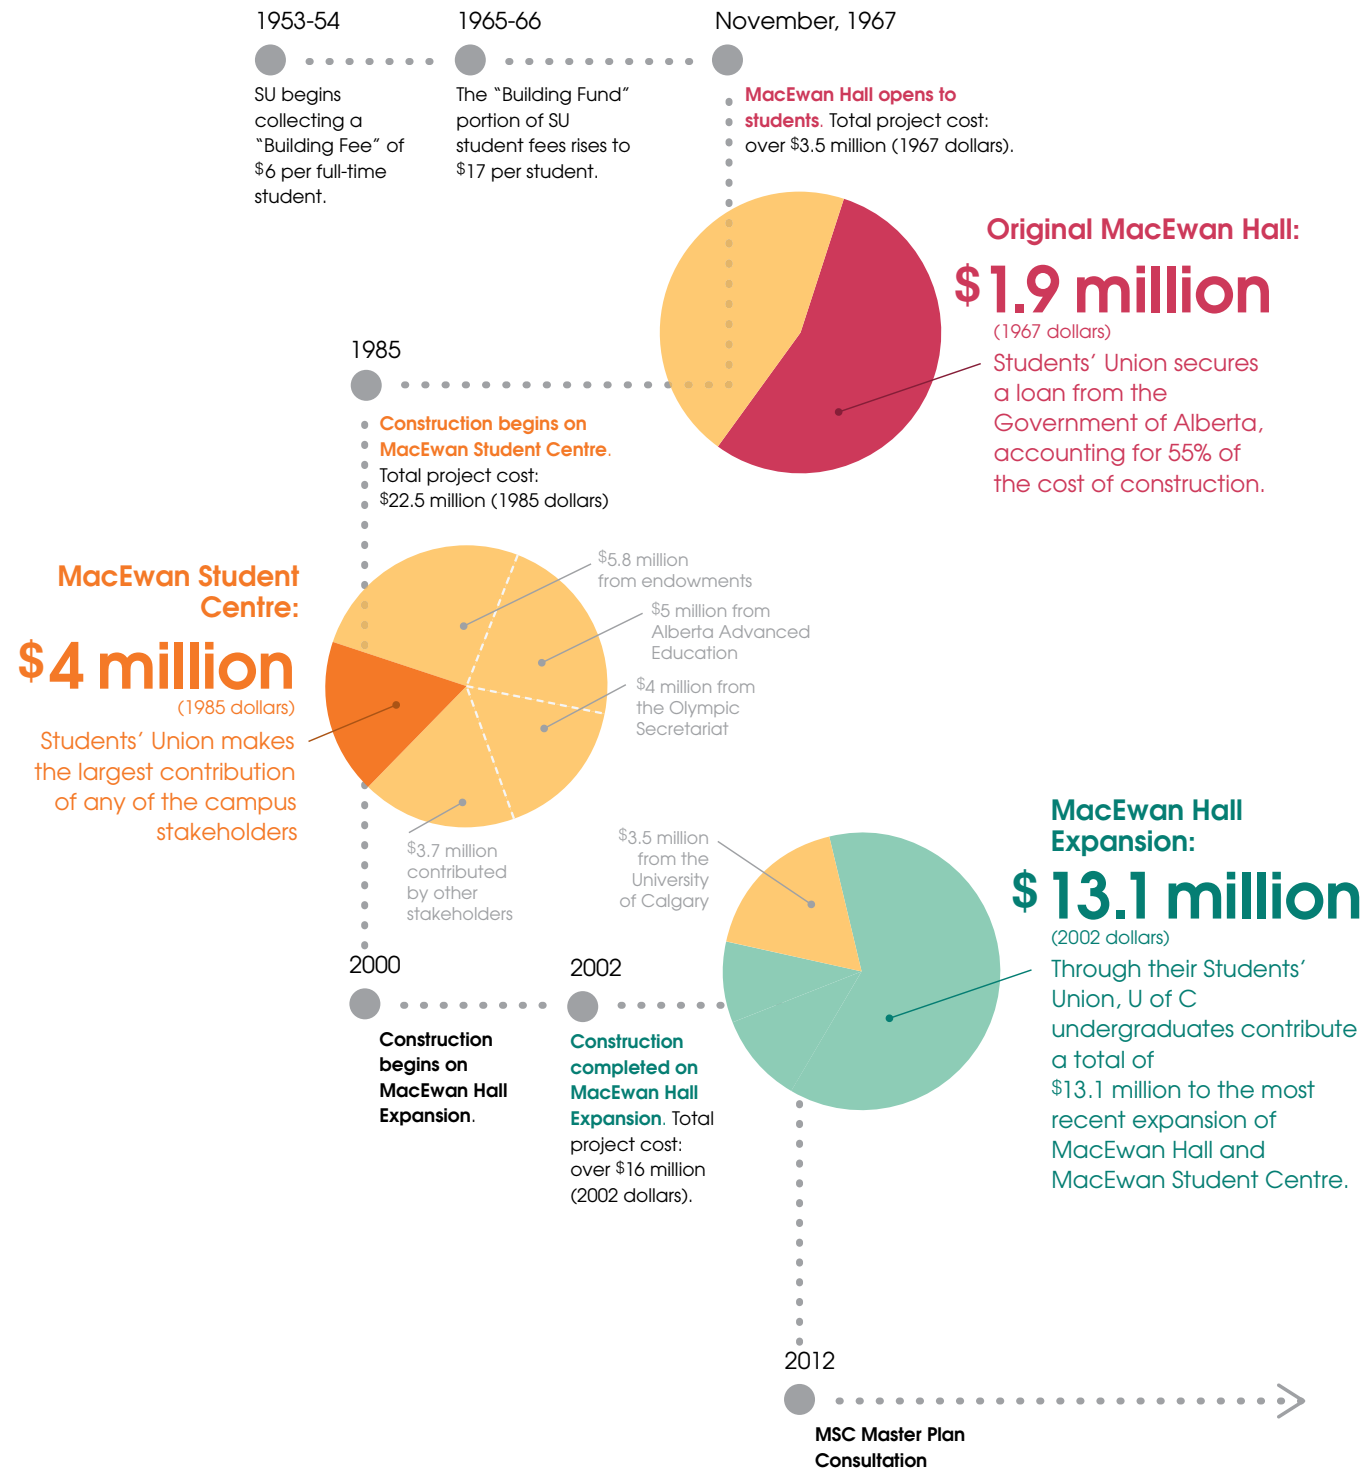 1953-54
SU begins
collecting a
“Building Fee” of
$6 per full-time
student.
1965-66
The “Building Fund”
portion of SU
student fees rises to
$17 per student.
November, 1967
MacEwan Hall opens to
students. Total project cost:
over $3.5 million (1967 dollars).
Original MacEwan Hall:
$1.9 million
(1967 dollars)
Students’ Union secures
a loan from the
Government of Alberta,
accounting for 55% of
the cost of construction.
1985
Construction begins on
MacEwan Student Centre.
Total project cost:
$22.5 million (1985 dollars)
MacEwan Student
Centre:
$4 million
(1985 dollars)
Students’ Union makes
the largest contribution
of any of the campus
stakeholders
$5.8 million
from endowments
$5 million from
Alberta Advanced
Education
$4 million from
the Olympic
Secretariat
$3.7 million
contributed
by other
stakeholders
$3.5 million
from the
University
of Calgary
MacEwan Hall
Expansion:
$13.1 million
(2002 dollars)
Through their Students’
Union, U of C
undergraduates contribute
a total of
$13.1 million to the most
recent expansion of
MacEwan Hall and
MacEwan Student Centre.
2000
Construction
begins on
MacEwan Hall
Expansion.
2002
Construction
completed on
MacEwan Hall
Expansion. Total
project cost:
over $16 million
(2002 dollars).
2012
MSC Master Plan
Consultation